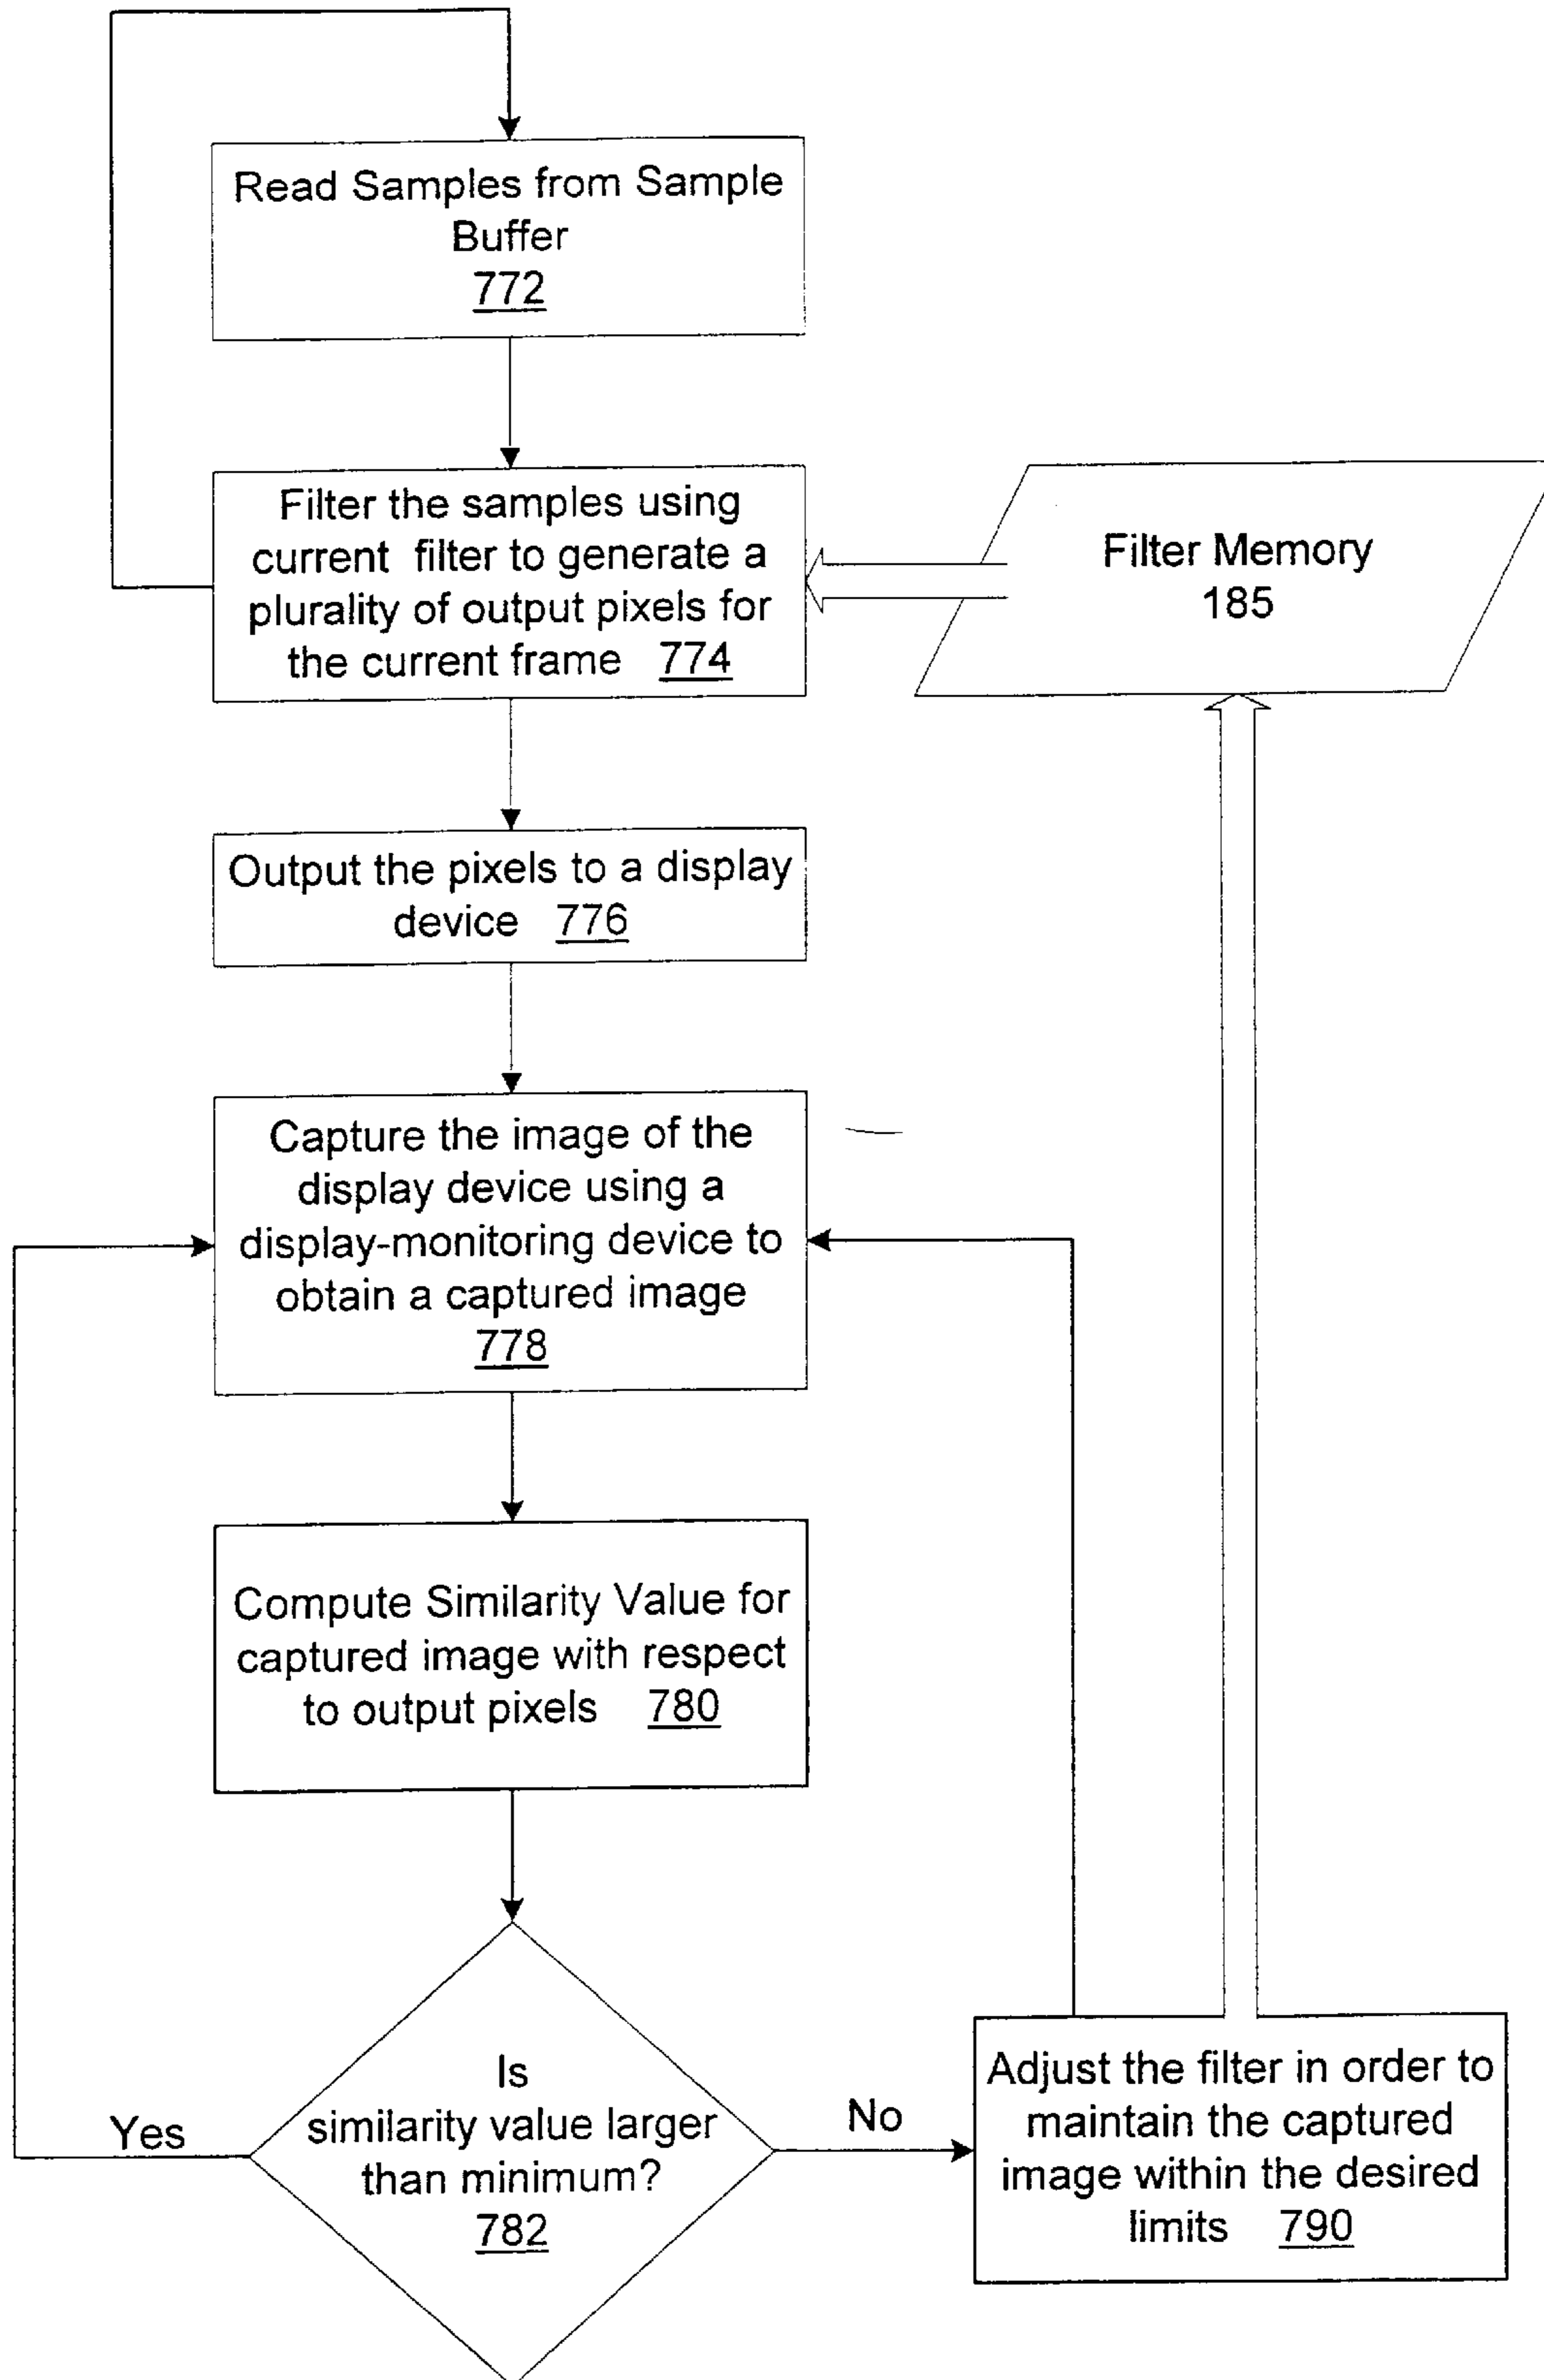 Read Samples from Sample
Buffer
772
Filter the samples using
current filter to generate a
plurality of output pixels for
the current frame 774
Filter Memory
185
Output the pixels to a display
device 776
Capture the image of the
display device using a
display-monitoring device to
obtain a captured image
778
Compute Similarity Value for
captured image with respect
to output pixels 780
Is
similarity value larger
than minimum?
782
Yes
No
Adjust the filter in order to
maintain the captured
image within the desired
limits 790